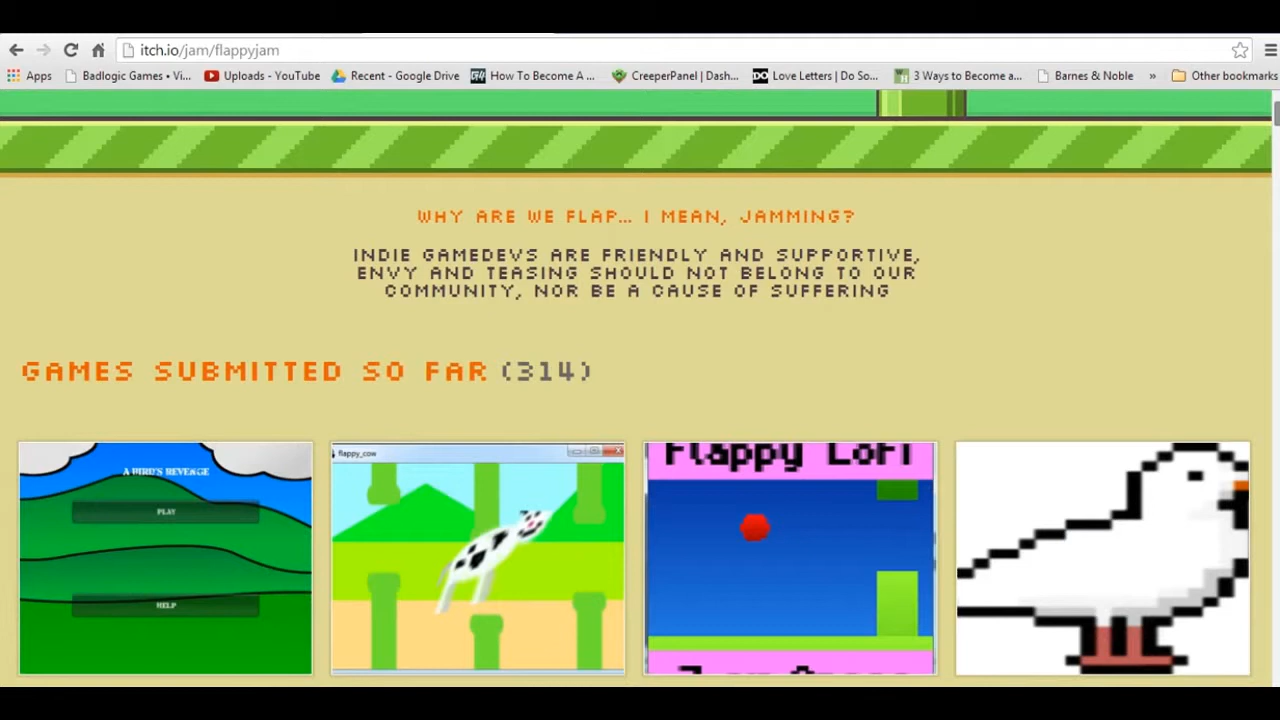 itch.io/jam/flappyjam
Apps Badlogic Games • Vi... Uploads - YouTube Recent - Google Drive How To Become A ... CreeperPanel | Dash... Love Letters | Do So... 3 Ways to Become a... Barnes & Noble » Other bookmarks
WHY ARE WE FLAP... I MEAN, JAMMING?
INDIE GAMEDEVS ARE FRIENDLY AND SUPPORTIVE,
ENVY AND TEASING SHOULD NOT BELONG TO OUR
COMMUNITY, NOR BE A CAUSE OF SUFFERING
GAMES SUBMITTED SO FAR (314)
A BIRD'S REVENGE
PLAY
HELP
flappy_cow
Flappy LoFi